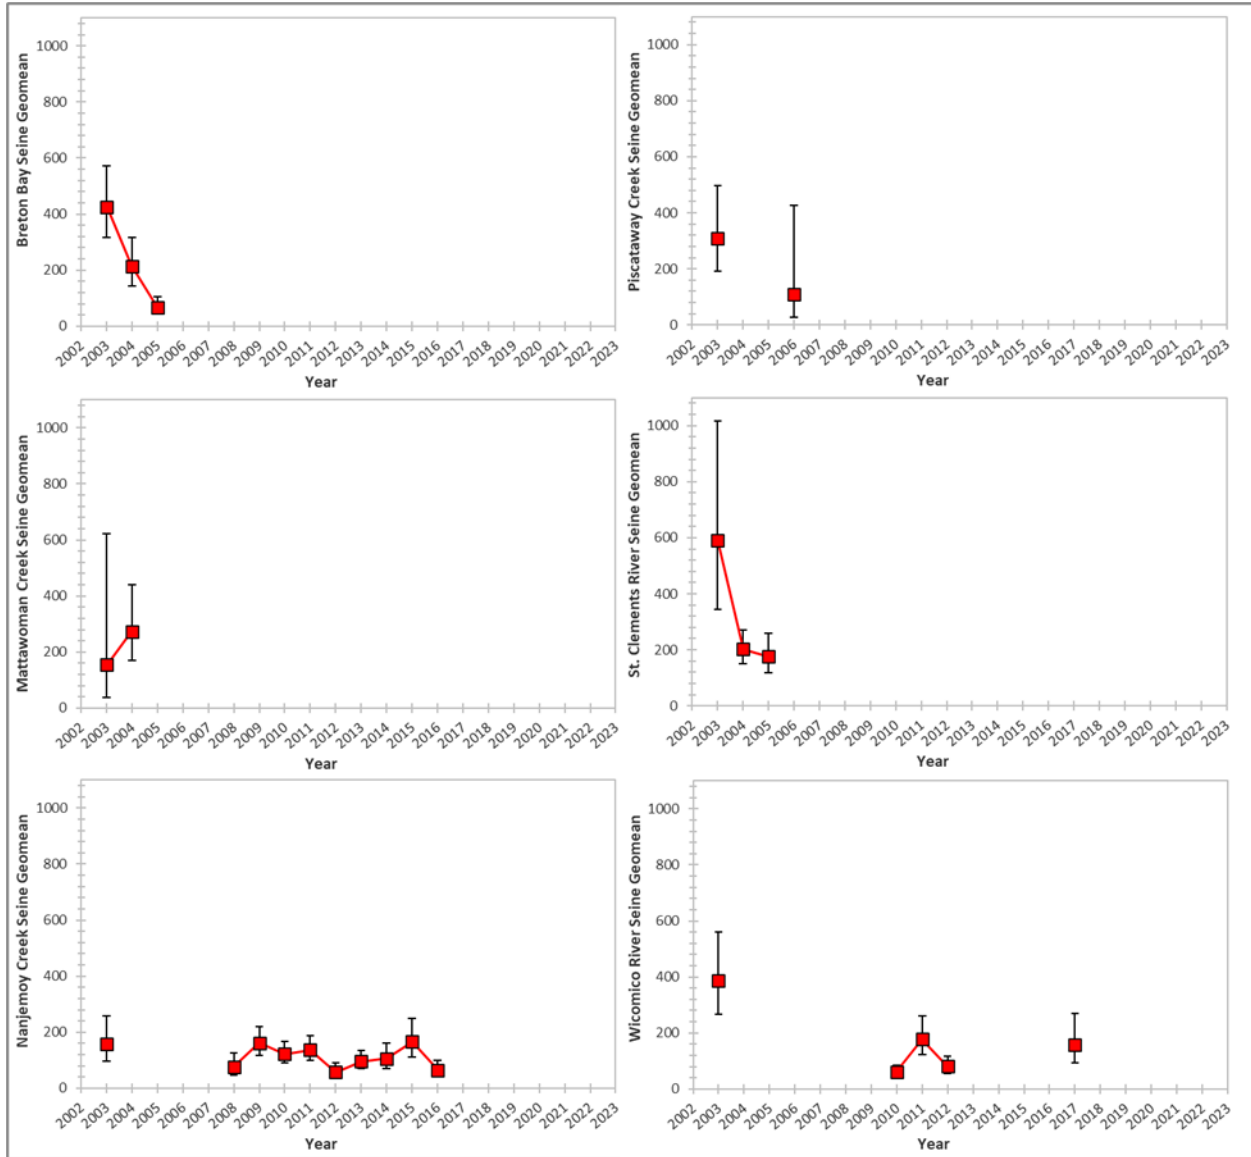 Breton Bay Seine Geomean
1000
800
600
400
200
0
2002 2003 2004 2005 2006 2007 2008 2009 2010 2011 2012 2013 2014 2015 2016 2017 2018 2019 2020 2021 2022 2023
Year
Piscataway Creek Seine Geomean
1000
800
600
400
200
0
2002 2003 2004 2005 2006 2007 2008 2009 2010 2011 2012 2013 2014 2015 2016 2017 2018 2019 2020 2021 2022 2023
Year
Mattawoman Creek Seine Geomean
1000
800
600
400
200
0
2002 2003 2004 2005 2006 2007 2008 2009 2010 2011 2012 2013 2014 2015 2016 2017 2018 2019 2020 2021 2022 2023
Year
St. Clements River Seine Geomean
1000
800
600
400
200
0
2002 2003 2004 2005 2006 2007 2008 2009 2010 2011 2012 2013 2014 2015 2016 2017 2018 2019 2020 2021 2022 2023
Year
Nanjemoy Creek Seine Geomean
1000
800
600
400
200
0
2002 2003 2004 2005 2006 2007 2008 2009 2010 2011 2012 2013 2014 2015 2016 2017 2018 2019 2020 2021 2022 2023
Year
Wicomico River Seine Geomean
1000
800
600
400
200
0
2002 2003 2004 2005 2006 2007 2008 2009 2010 2011 2012 2013 2014 2015 2016 2017 2018 2019 2020 2021 2022 2023
Year